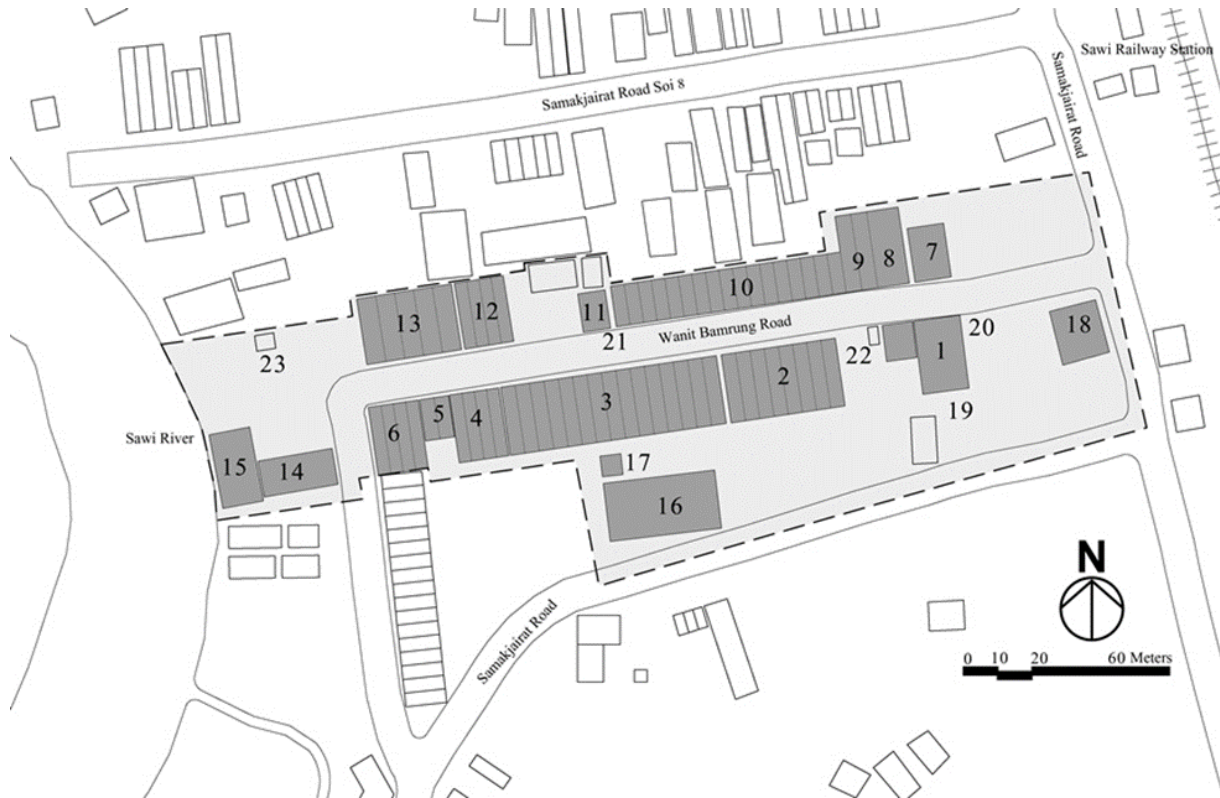 Sawi Railway Station
Samakjairat Road Soi 8
Samakjairat Road
7
8
9
10
11
12
13
Wanit Bamrung Road
21
22
20
18
1
2
3
4
5
6
23
19
Sawi River
15
14
17
16
Samakjairat Road
N
0 10 20 60 Meters